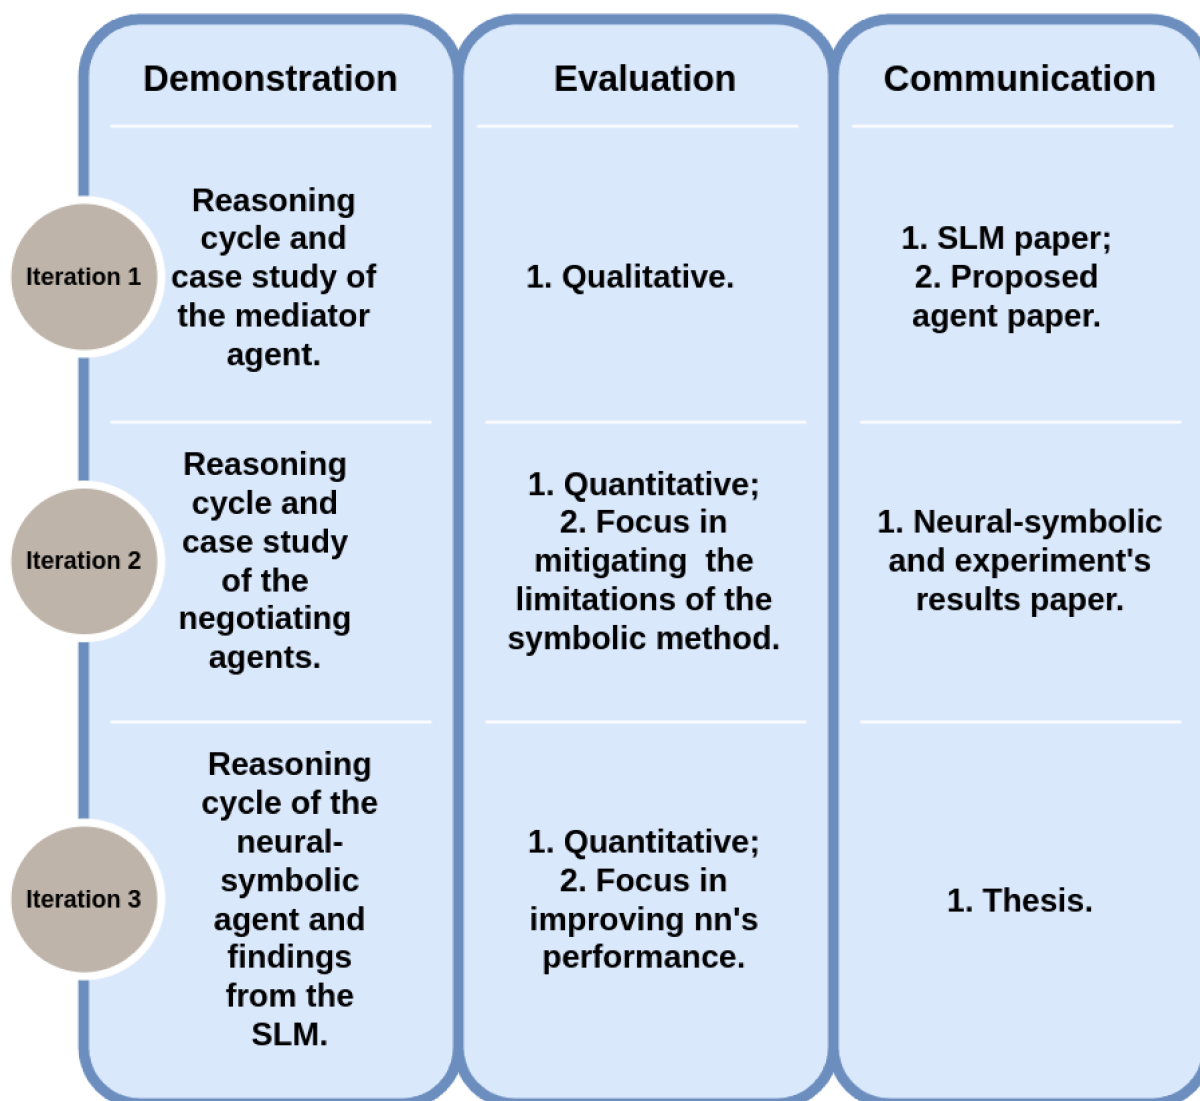 Demonstration
Evaluation
Communication
Iteration 1
Reasoning
cycle and
case study of
the mediator
agent.
1. Qualitative.
1. SLM paper;
2. Proposed
agent paper.
Iteration 2
Reasoning
cycle and
case study
of the
negotiating
agents.
1. Quantitative;
2. Focus in
mitigating  the
limitations of the
symbolic method.
1. Neural-symbolic
and experiment's
results paper.
Iteration 3
Reasoning
cycle of the
neural-
symbolic
agent and
findings
from the
SLM.
1. Quantitative;
2. Focus in
improving nn's
performance.
1. Thesis.